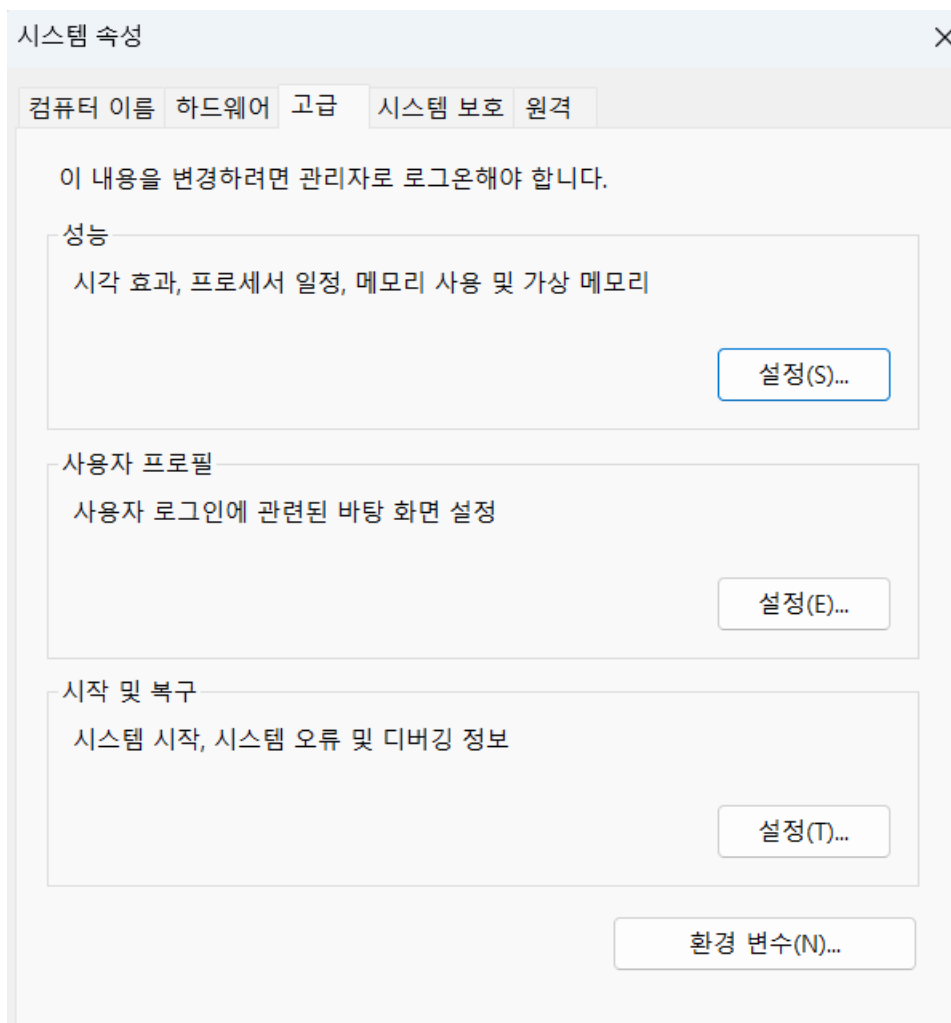 시스템 속성
컴퓨터 이름 하드웨어 고급 시스템 보호 원격
이 내용을 변경하려면 관리자로 로그온해야 합니다.
성능
시각 효과, 프로세서 일정, 메모리 사용 및 가상 메모리
설정(S)...
사용자 프로필
사용자 로그인에 관련된 바탕 화면 설정
설정(E)...
시작 및 복구
시스템 시작, 시스템 오류 및 디버깅 정보
설정(T)...
환경 변수(N)...